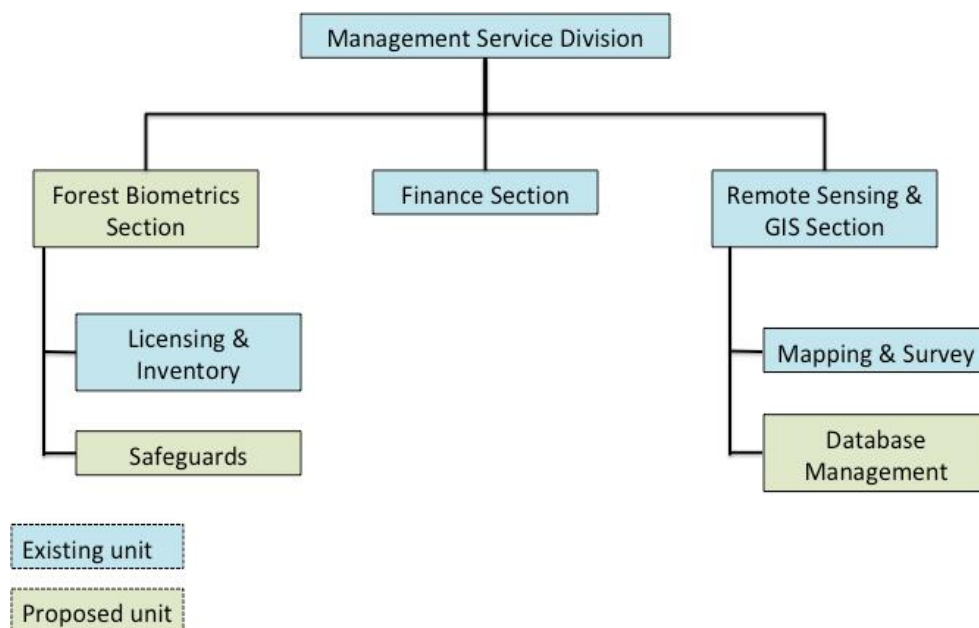 Management Service Division
Forest Biometrics
Section
Finance Section
Remote Sensing &
GIS Section
Licensing &
Inventory
Mapping & Survey
Safeguards
Database
Management
Existing unit
Proposed unit